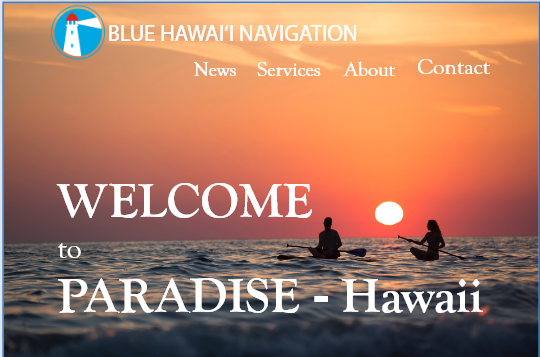 BLUE HAWAI'I NAVIGATION
News Services About Contact
WELCOME
to
PARADISE - Hawaii